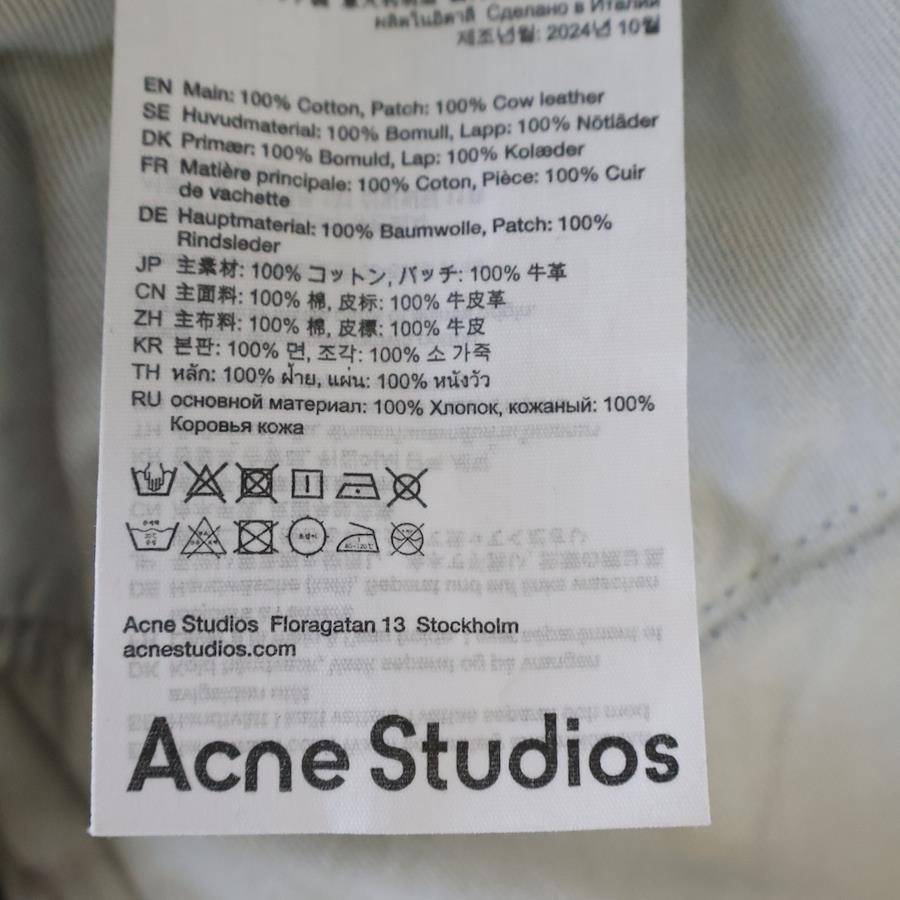 ผลิตในอิตาลี Сделано в Италии
제조년월: 2024년 10월
EN Main: 100% Cotton, Patch: 100% Cow leather
SE Huvudmaterial: 100% Bomull, Lapp: 100% Nötläder
DK Primær: 100% Bomuld, Lap: 100% Kolæder
FR Matière principale: 100% Coton, Pièce: 100% Cuir
de vachette
DE Hauptmaterial: 100% Baumwolle, Patch: 100%
Rindsleder
JP 主素材: 100% コットン, パッチ: 100% 牛革
CN 主面料: 100% 棉, 皮标: 100% 牛皮革
ZH 主布料: 100% 棉, 皮標: 100% 牛皮
KR 본판: 100% 면, 조각: 100% 소 가죽
TH หลัก: 100% ฝ้าย, แผ่น: 100% หนังวัว
RU основной материал: 100% Хлопок, кожаный: 100%
Коровья кожа
Acne Studios Floragatan 13 Stockholm
acnestudios.com
Acne Studios